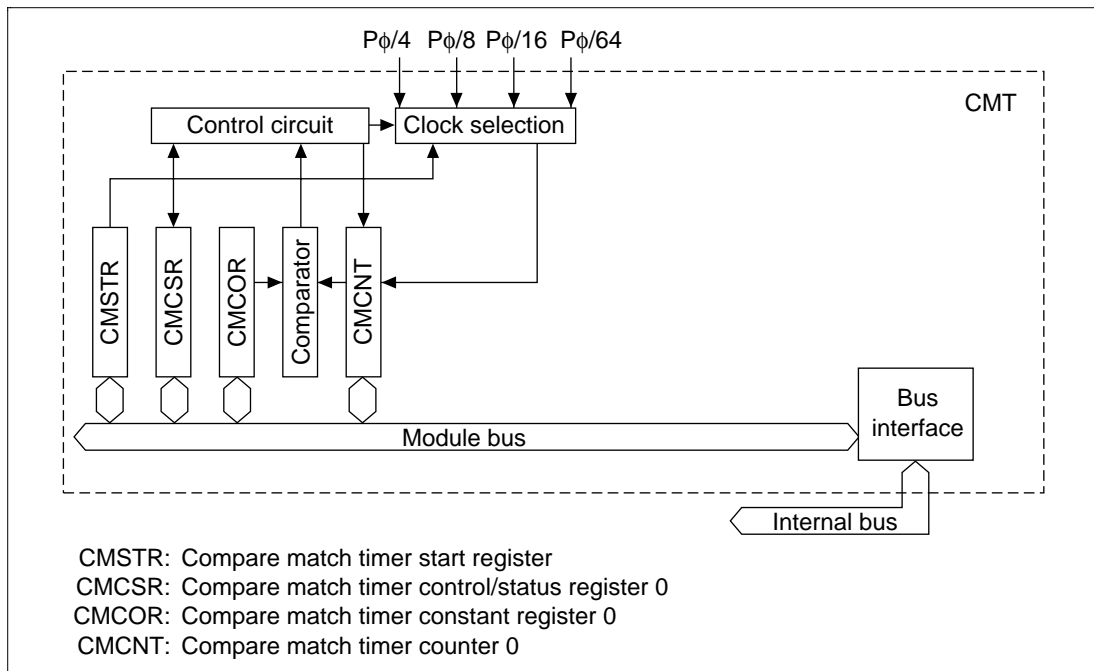 Pϕ/4 Pϕ/8 Pϕ/16 Pϕ/64
CMT
Control circuit
Clock selection
CMSTR
CMCSR
CMCOR
Comparator
CMCNT
Bus
interface
Module bus
Internal bus
CMSTR: Compare match timer start register
CMCSR: Compare match timer control/status register 0
CMCOR: Compare match timer constant register 0
CMCNT: Compare match timer counter 0